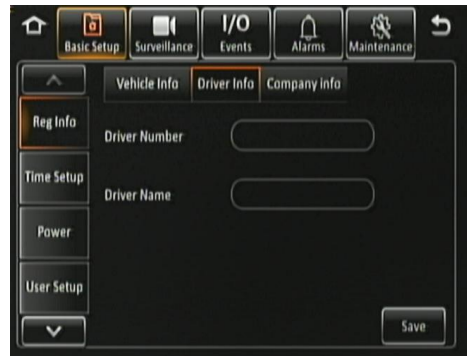 I/O
Basic Setup Surveillance Events Alarms Maintenance
Vehicle Info Driver Info Company Info
Reg Info
Driver Number
Time Setup
Driver Name
Power
User Setup
Save